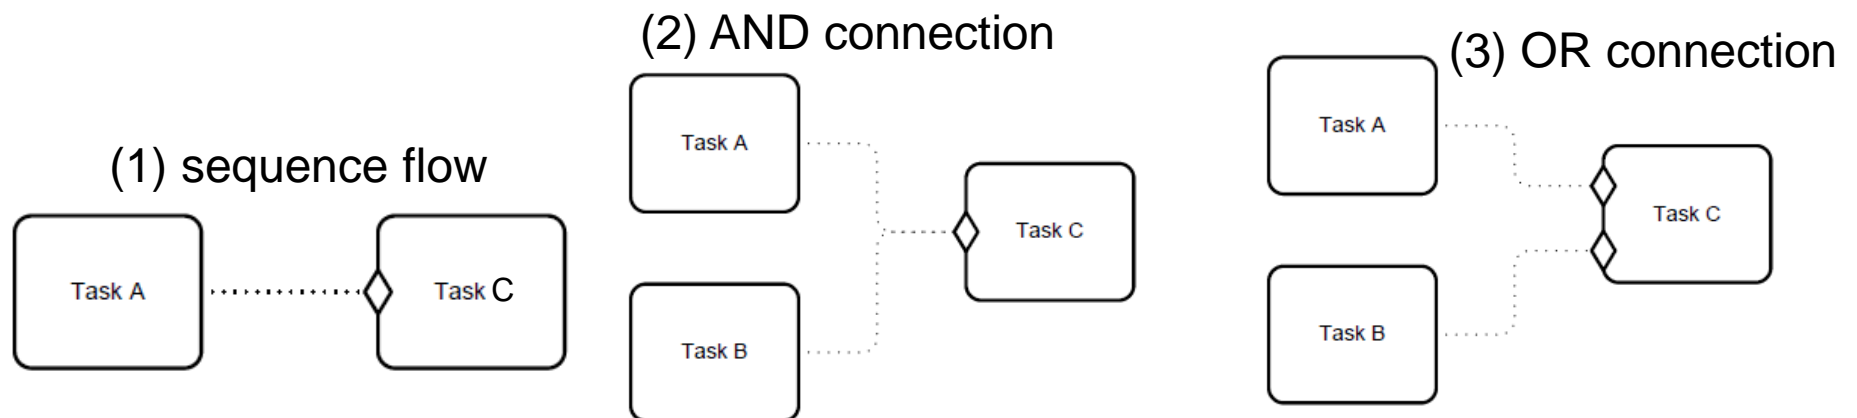 (1) sequence flow
Task A
Task C
(2) AND connection
Task A
Task B
Task C
(3) OR connection
Task A
Task B
Task C